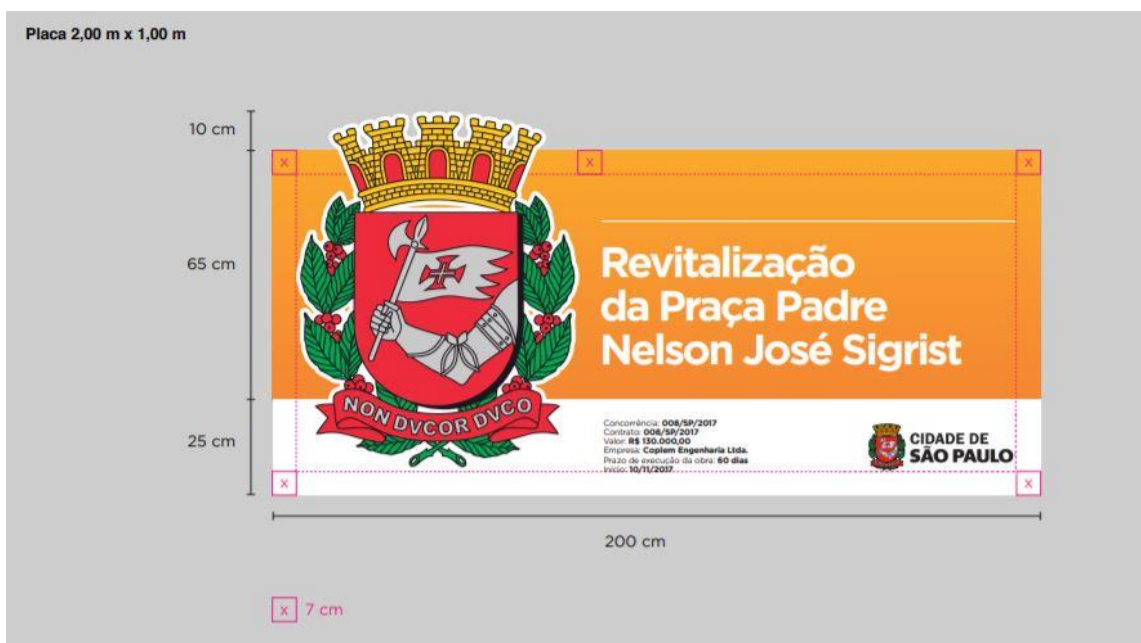 Placa 2,00 m x 1,00 m
10 cm
x
x
x
65 cm
Revitalização
da Praça Padre
Nelson José Sigrist
NON DVCOR DVCO
25 cm
Concorrência: 008/SP/2017
Contrato: 008/SP/2017
Valor: R$ 130.000,00
Empresa: Coplem Engenharia Ltda.
Prazo de execução da obra: 60 dias
Início: 10/11/2017
CIDADE DE
SÃO PAULO
x
x
200 cm
x 7 cm